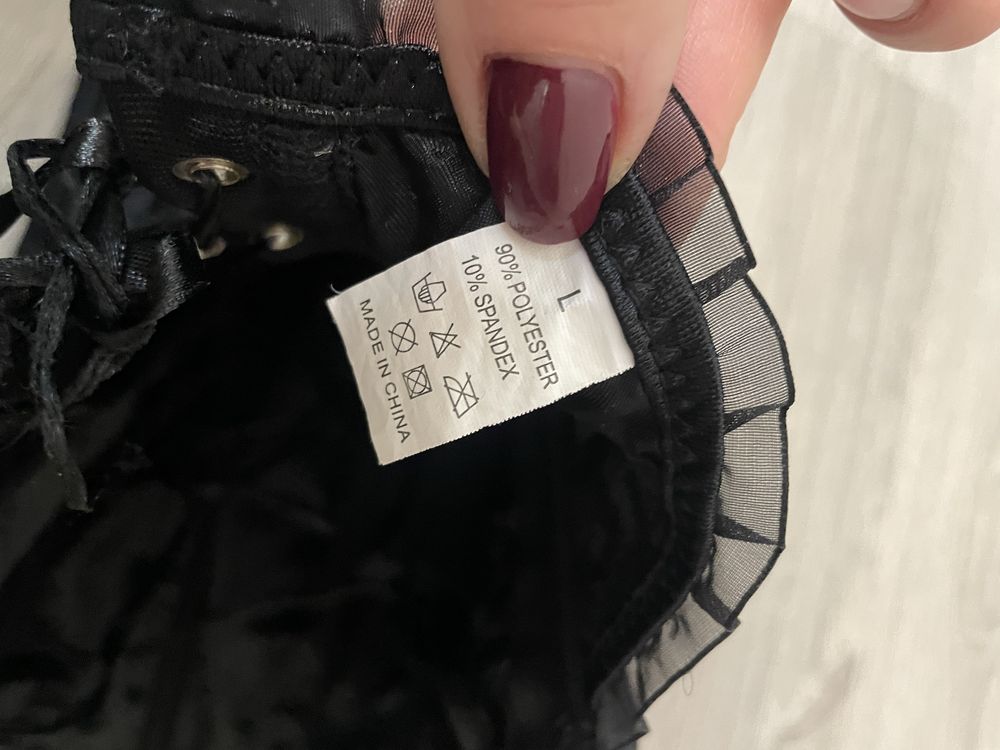 L
90% POLYESTER
10% SPANDEX
MADE IN CHINA